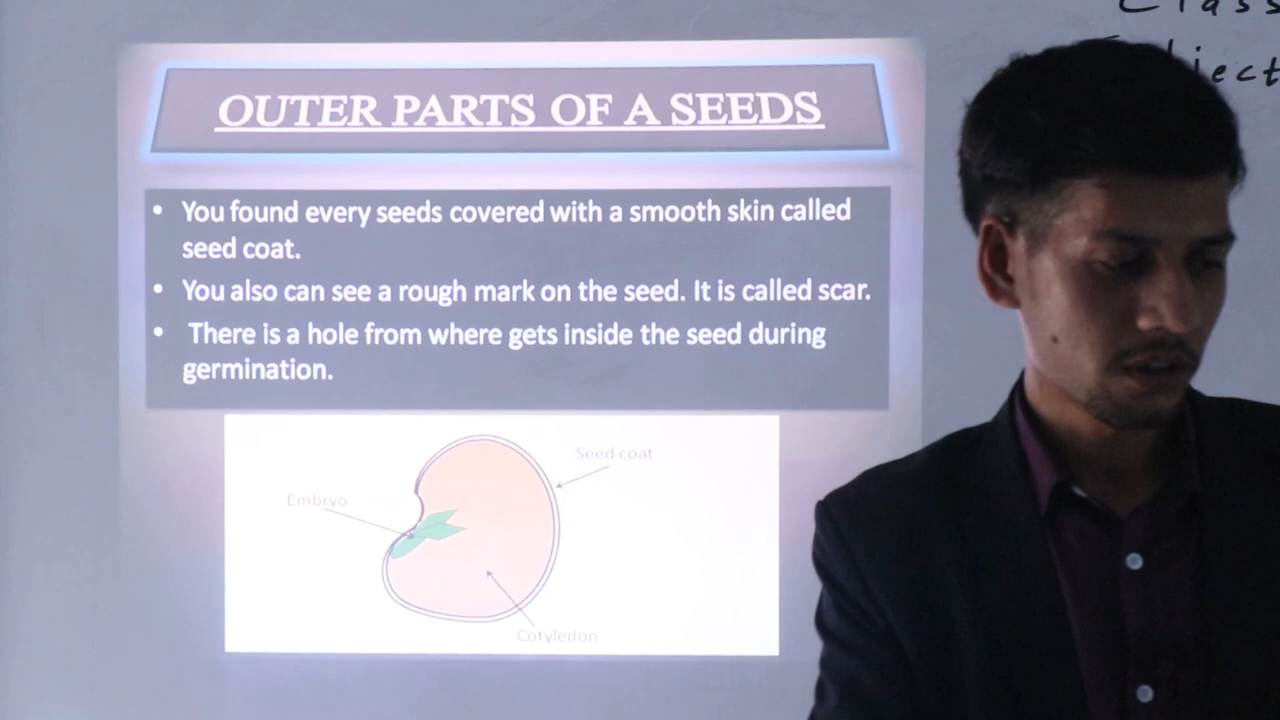 Class
ject
OUTER PARTS OF A SEEDS
• You found every seeds covered with a smooth skin called
seed coat.
• You also can see a rough mark on the seed. It is called scar.
• There is a hole from where gets inside the seed during
germination.
Seed coat
Embryo
Cotyledon